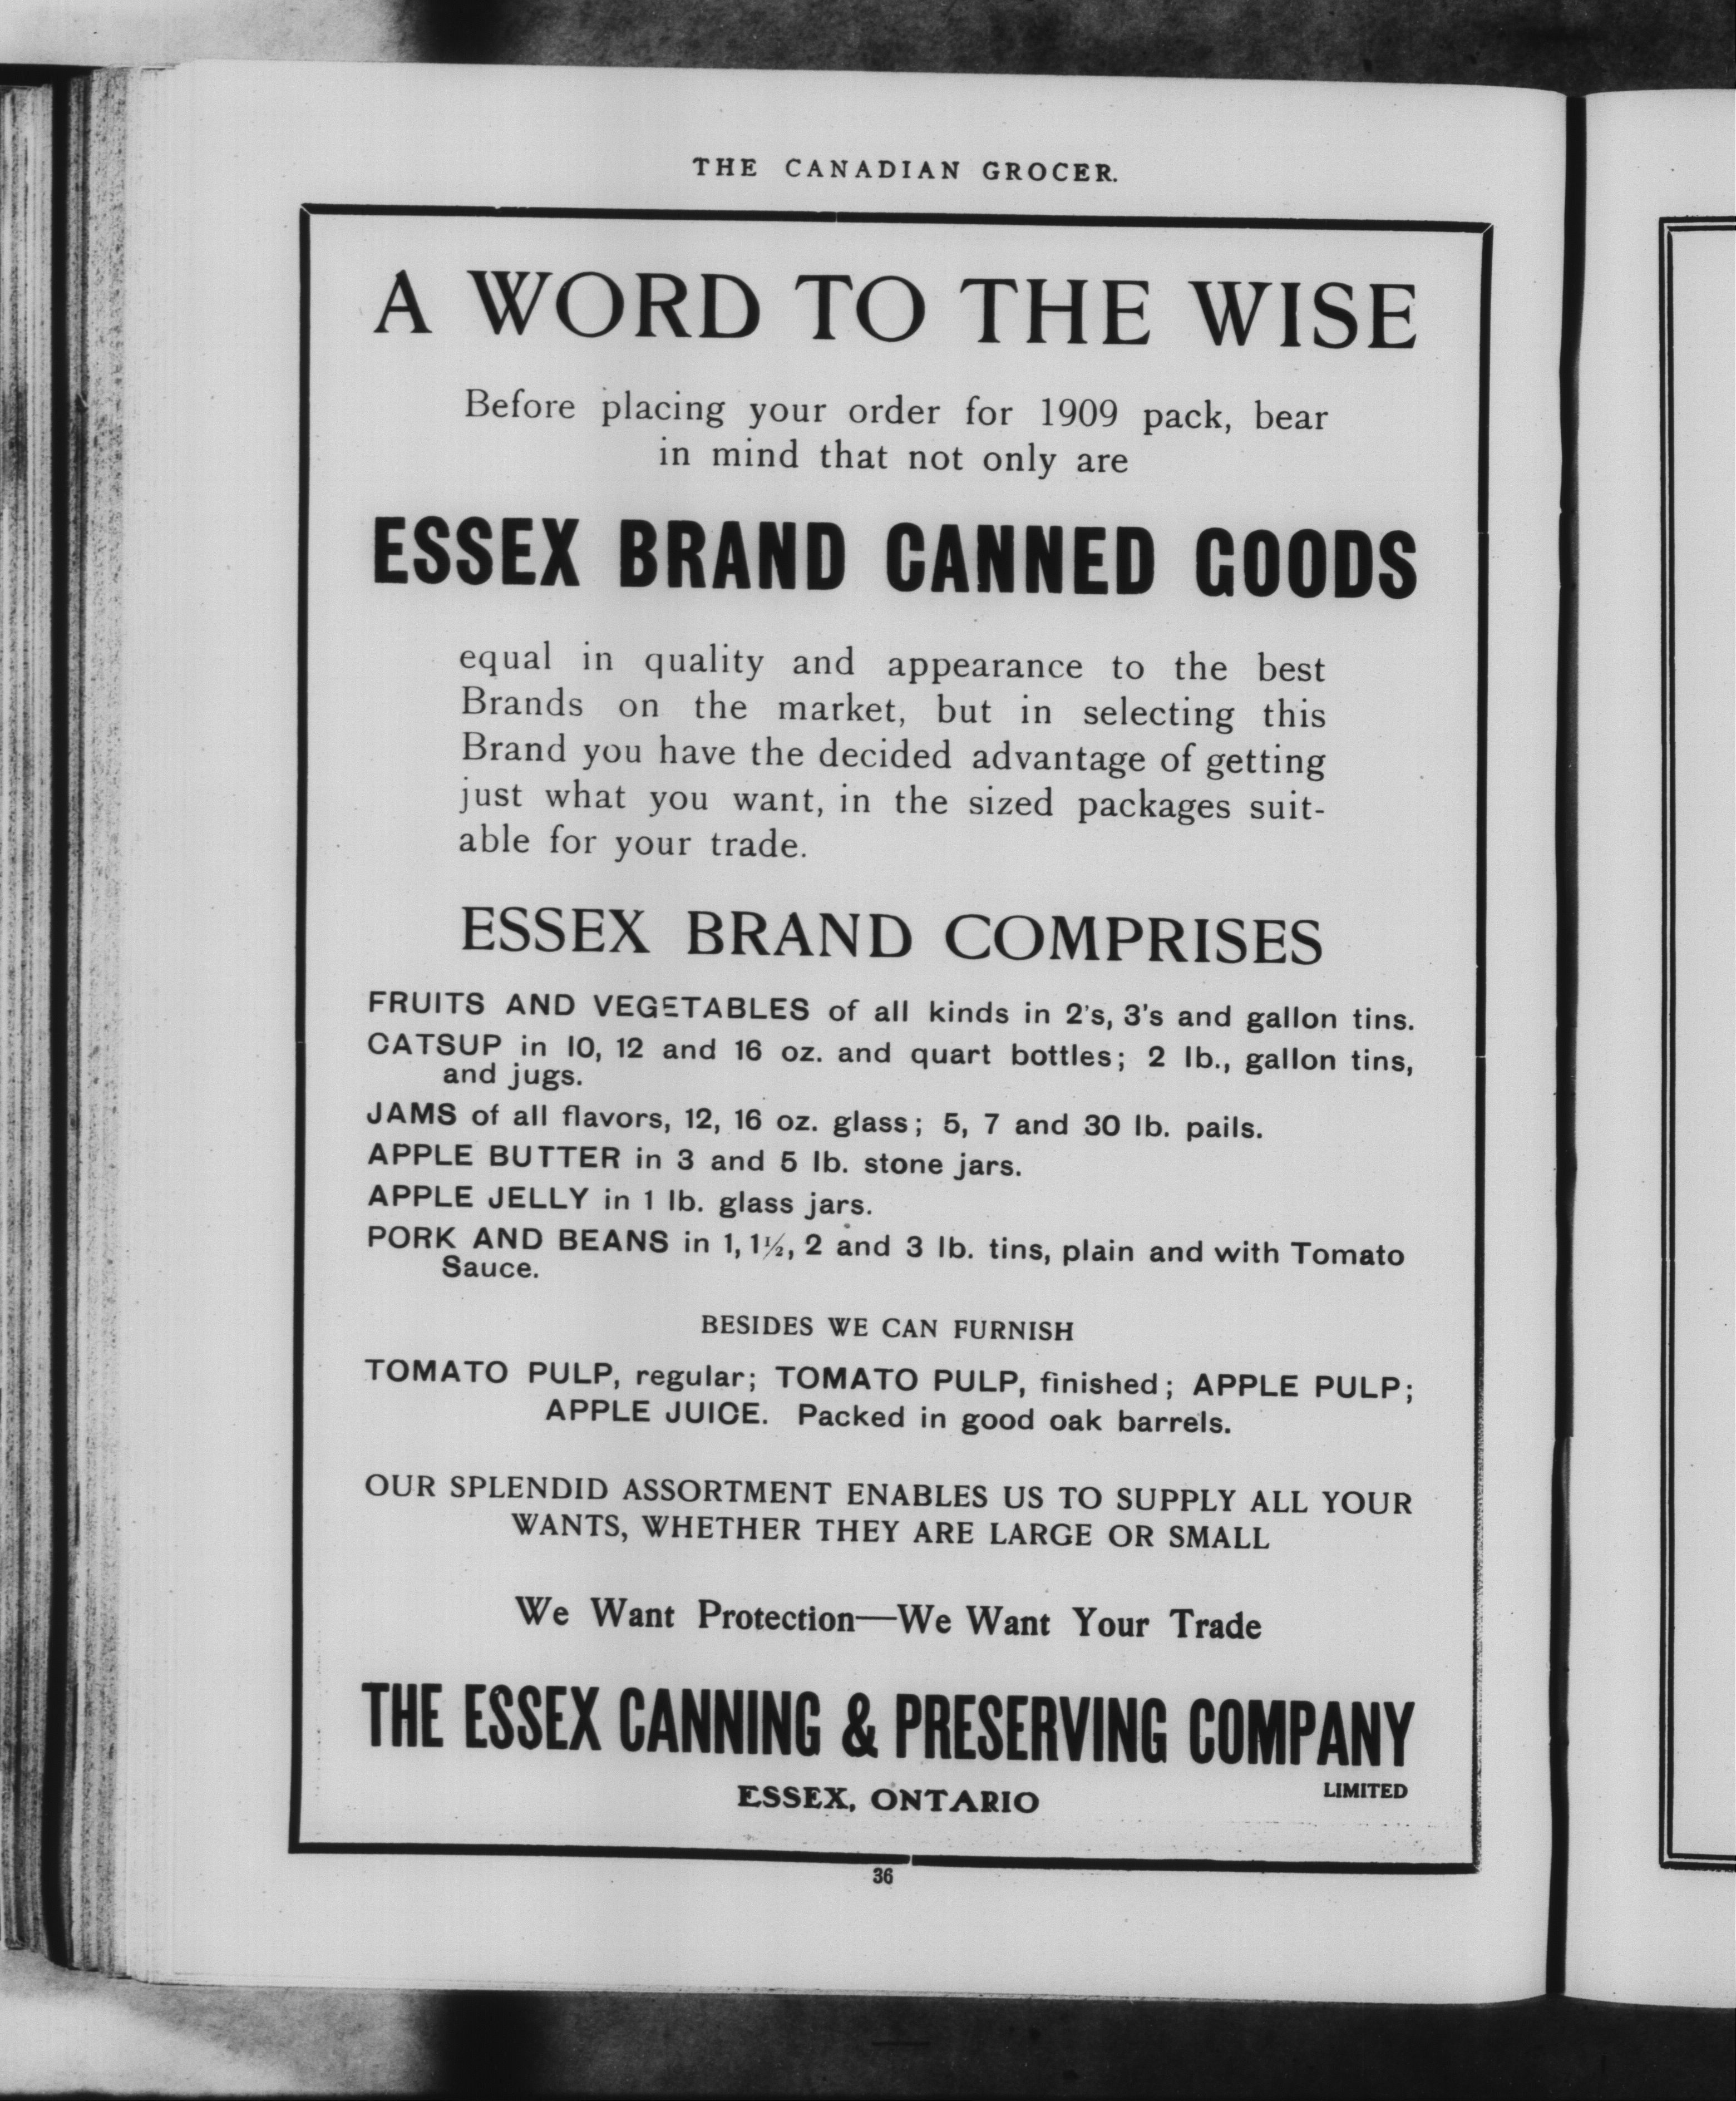 THE CANADIAN GROCER.
A WORD TO THE WISE
Before placing your order for 1909 pack, bear
in mind that not only are
ESSEX BRAND CANNED GOODS
equal in quality and appearance to the best
Brands on the market, but in selecting this
Brand you have the decided advantage of getting
just what you want, in the sized packages suit-
able for your trade.
ESSEX BRAND COMPRISES
FRUITS AND VEGETABLES of all kinds in 2's, 3's and gallon tins.
CATSUP in 10, 12 and 16 oz. and quart bottles; 2 lb., gallon tins,
and jugs.
JAMS of all flavors, 12, 16 oz. glass; 5, 7 and 30 lb. pails.
APPLE BUTTER in 3 and 5 lb. stone jars.
APPLE JELLY in 1 lb. glass jars.
PORK AND BEANS in 1, 1½, 2 and 3 lb. tins, plain and with Tomato
Sauce.
BESIDES WE CAN FURNISH
TOMATO PULP, regular; TOMATO PULP, finished; APPLE PULP;
APPLE JUICE. Packed in good oak barrels.
OUR SPLENDID ASSORTMENT ENABLES US TO SUPPLY ALL YOUR
WANTS, WHETHER THEY ARE LARGE OR SMALL
We Want Protection—We Want Your Trade
THE ESSEX CANNING & PRESERVING COMPANY
LIMITED
ESSEX, ONTARIO
36